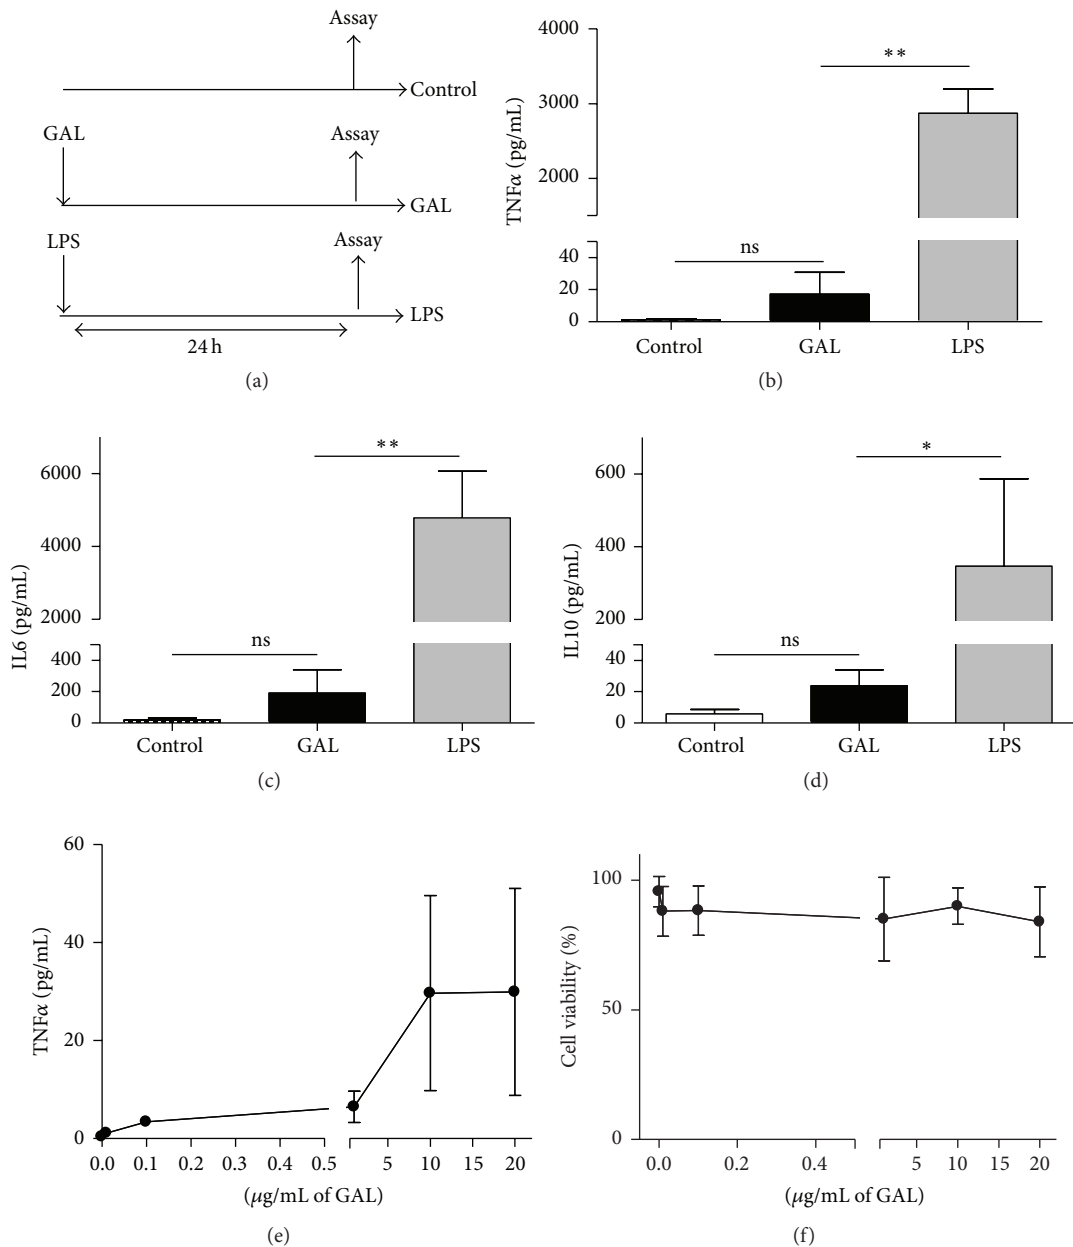 Assay
Control
GAL
Assay
GAL
LPS
Assay
LPS
24 h
(a)
TNFα (pg/mL)
4000
3000
2000
40
20
0
**
ns
Control GAL LPS
(b)
IL6 (pg/mL)
6000
4000
2000
400
200
0
**
ns
Control GAL LPS
(c)
IL10 (pg/mL)
600
400
200
40
20
0
*
ns
Control GAL LPS
(d)
TNFα (pg/mL)
60
40
20
0
0.0 0.1 0.2 0.3 0.4 0.5 5 10 15 20
(μg/mL of GAL)
(e)
Cell viability (%)
100
50
0
0.0 0.2 0.4 5 10 15 20
(μg/mL of GAL)
(f)